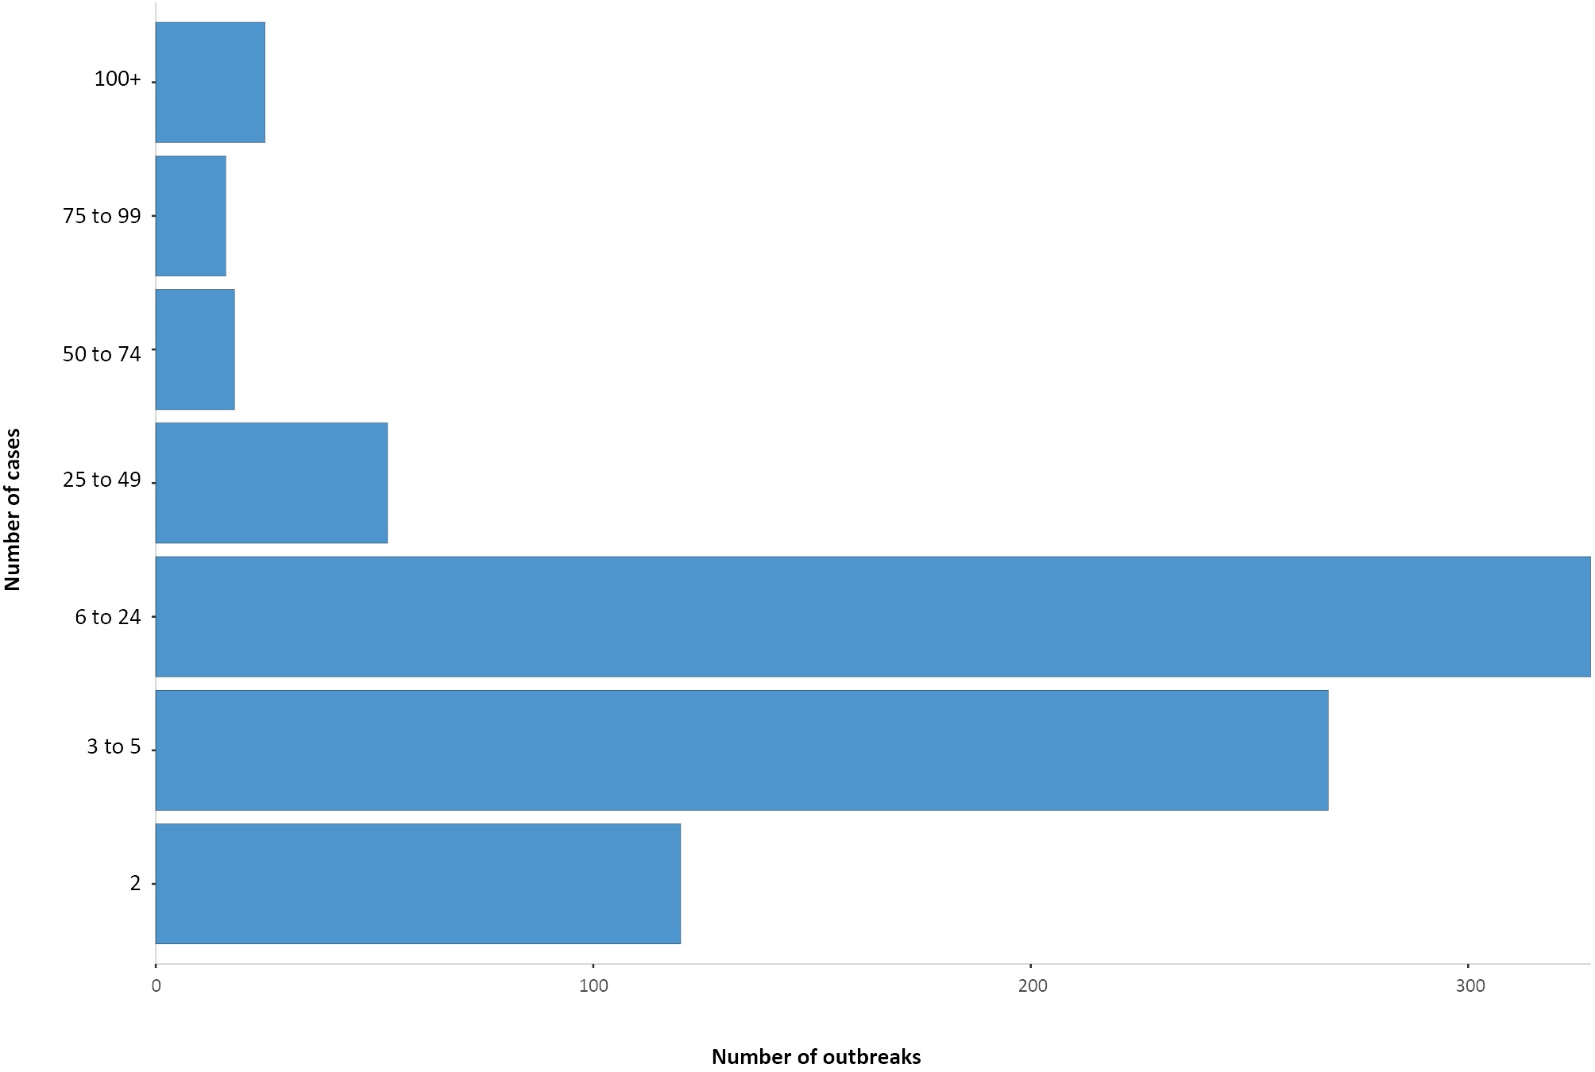 100+
75 to 99
50 to 74
25 to 49
6 to 24
3 to 5
2
Number of cases
0 100 200 300
Number of outbreaks